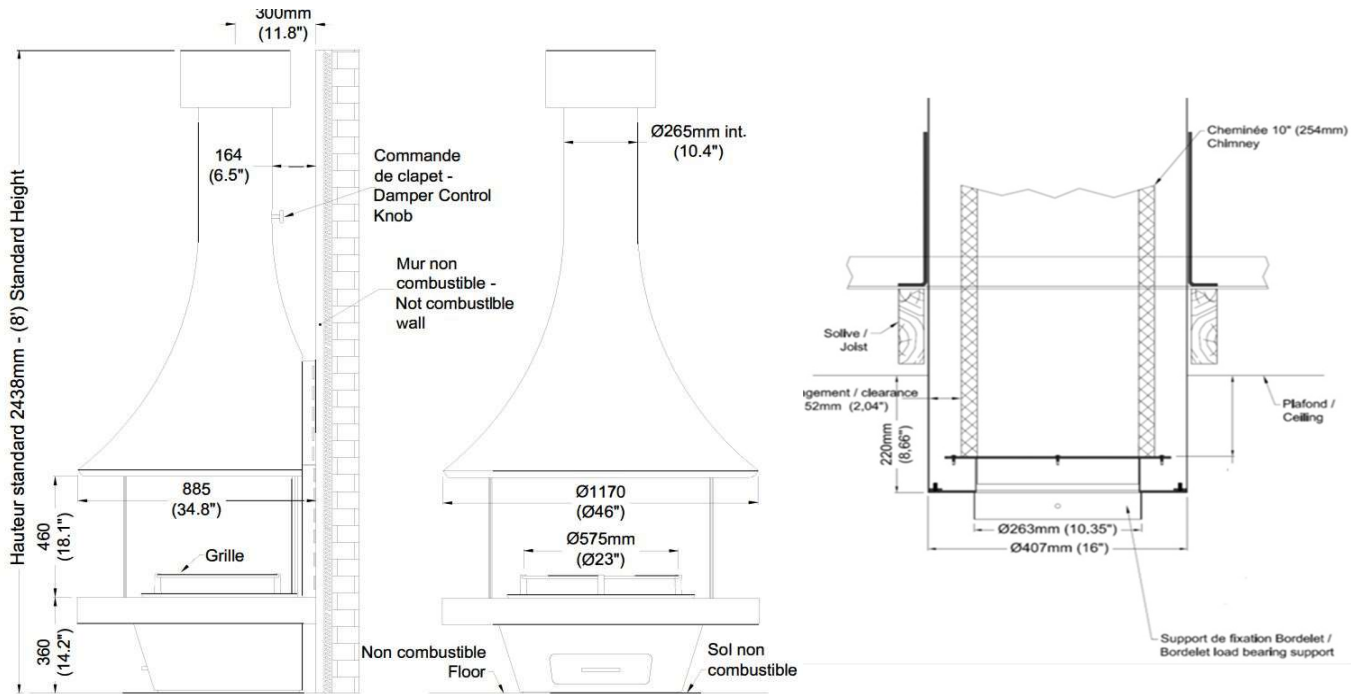 300mm
(11.8")
Hauteur standard 2438mm - (8') Standard Height
164
(6.5")
Commande
de clapet -
Damper Control
Knob
Mur non
combustible -
Not combustible
wall
885
(34.8")
460
(18.1")
Grille
360
(14.2")
Ø265mm int.
(10.4")
Ø1170
(Ø46")
Ø575mm
(Ø23")
Non combustible
Floor
Sol non
combustible
Cheminée 10" (254mm)
Chimney
Sollve /
Joist
gement / clearance
52mm (2,04")
220mm
(8,66")
Plafond /
Ceilling
Ø263mm (10.35")
Ø407mm (16")
Support de fixation Bordelet /
Bordelet load bearing support